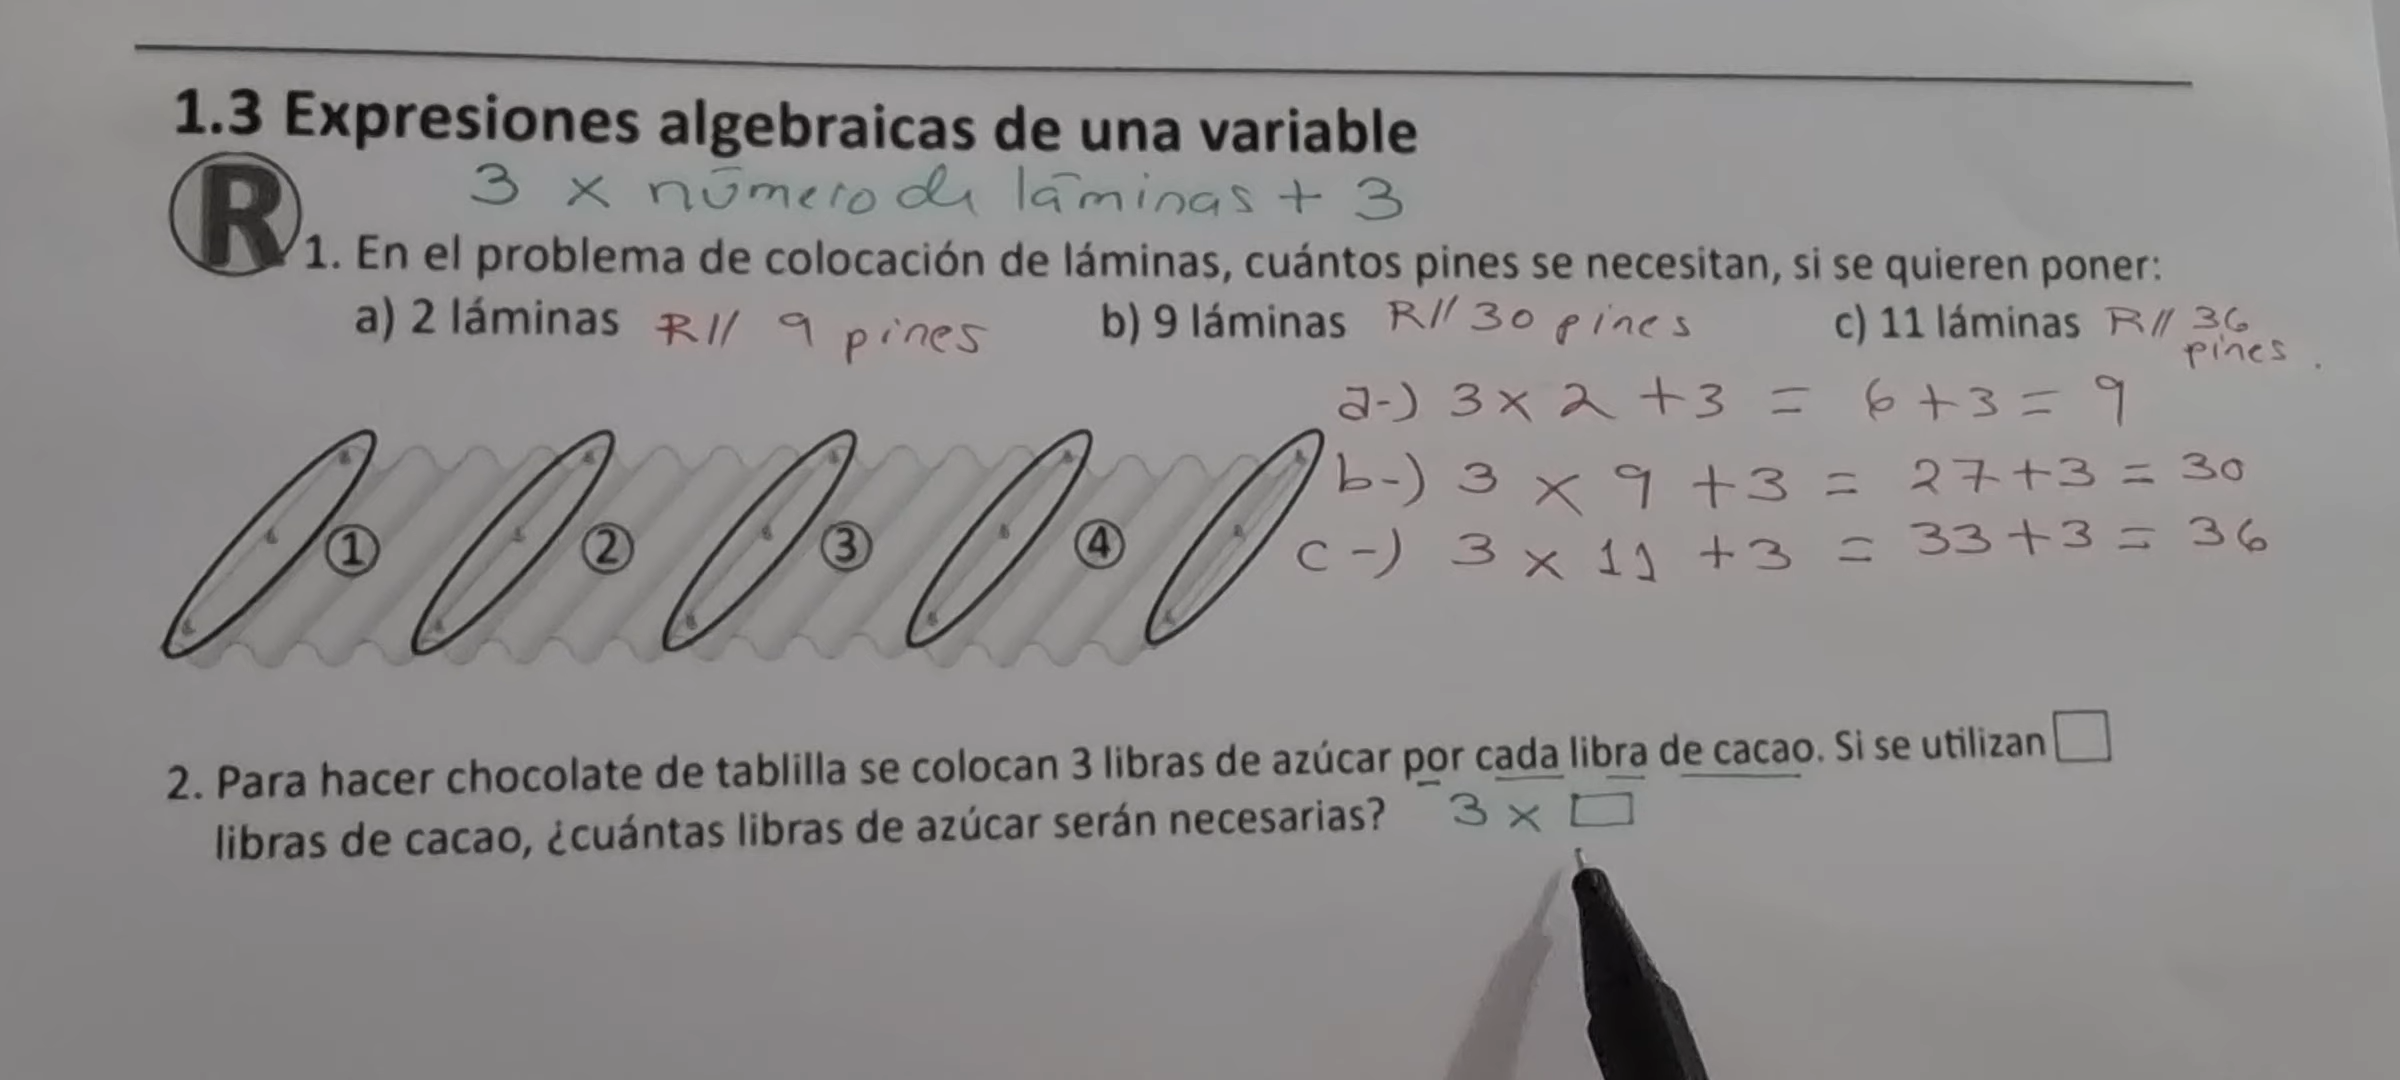 1.3 Expresiones algebraicas de una variable
R
3 x número de láminas + 3
1. En el problema de colocación de láminas, cuántos pines se necesitan, si se quieren poner:
a) 2 láminas R// 9 pines b) 9 láminas R// 30 pines c) 11 láminas R// 36 pines.
a-) 3 x 2 + 3 = 6 + 3 = 9
b-) 3 x 9 + 3 = 27 + 3 = 30
c-) 3 x 11 + 3 = 33 + 3 = 36
① ② ③ ④
2. Para hacer chocolate de tablilla se colocan 3 libras de azúcar por cada libra de cacao. Si se utilizan □
libras de cacao, ¿cuántas libras de azúcar serán necesarias? 3 x □